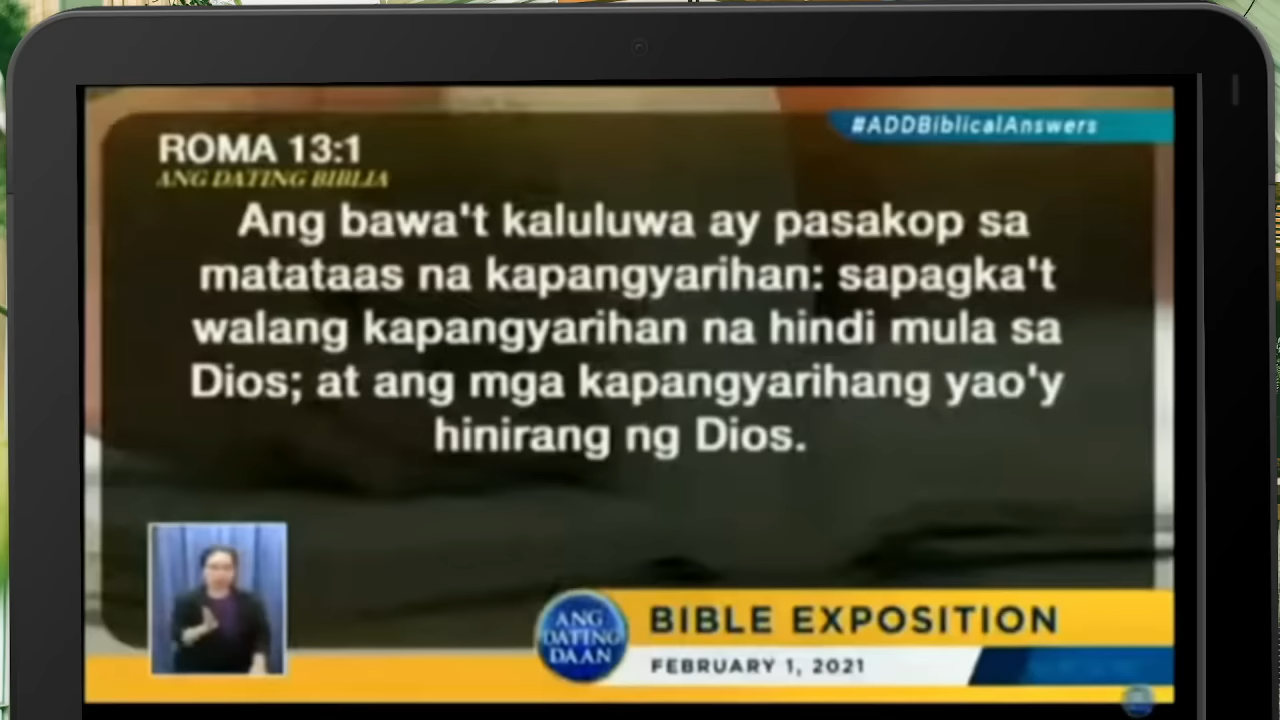 ROMA 13:1
ANG DATING BIBLIA
#ADDBiblicalAnswers
Ang bawa't kaluluwa ay pasakop sa
matataas na kapangyarihan: sapagka't
walang kapangyarihan na hindi mula sa
Dios; at ang mga kapangyarihang yao'y
hinirang ng Dios.
ANG
DATING
DAAN
BIBLE EXPOSITION
FEBRUARY 1, 2021